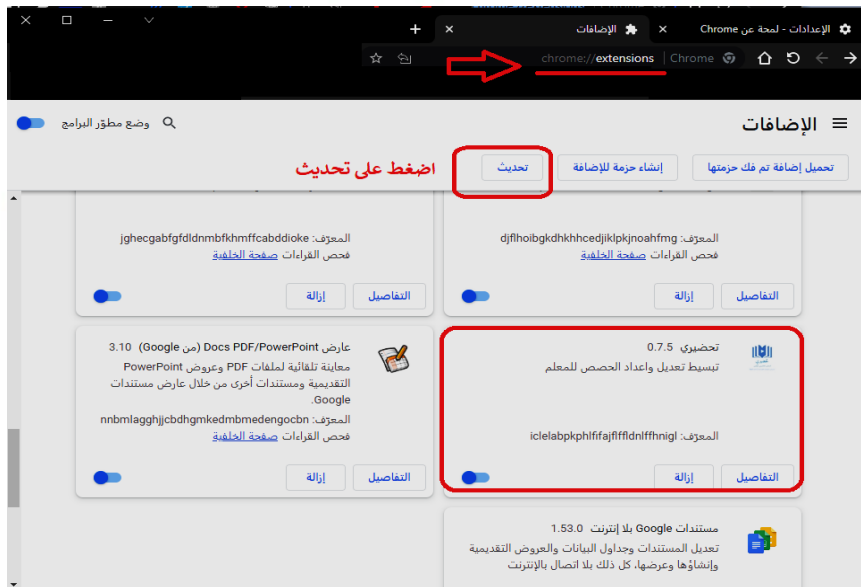 الإعدادات - لمحة عن Chrome
الإضافات
Chrome | chrome://extensions
الإضافات
وضع مطوّر البرامج
تحميل إضافة تم فك حزمتها
إنشاء حزمة للإضافة
تحديث
اضغط على تحديث
المعرّف: djflhoibgkdhkhhcedjiklpkjnoahfmg
فحص القراءات صفحة الخلفية
التفاصيل
إزالة
المعرّف: jghecgabfgfdldnmbfkhmffcabddioke
فحص القراءات صفحة الخلفية
التفاصيل
إزالة
تحضيري 0.7.5
تبسيط تعديل واعداد الحصص للمعلم
المعرّف: iclelabpkphlfifajflffldnlffhnigl
التفاصيل
إزالة
عارض Docs PDF/PowerPoint (من Google) 3.10
معاينة تلقائية لملفات PDF وعروض PowerPoint
التقديمية ومستندات أخرى من خلال عارض مستندات
Google.
المعرّف: nnbmlagghjjcbdhgmkedmbmedengocbn
فحص القراءات صفحة الخلفية
التفاصيل
إزالة
مستندات Google بلا إنترنت 1.53.0
تعديل المستندات وجداول البيانات والعروض التقديمية
وإنشاؤها وعرضها، كل ذلك بلا اتصال بالإنترنت